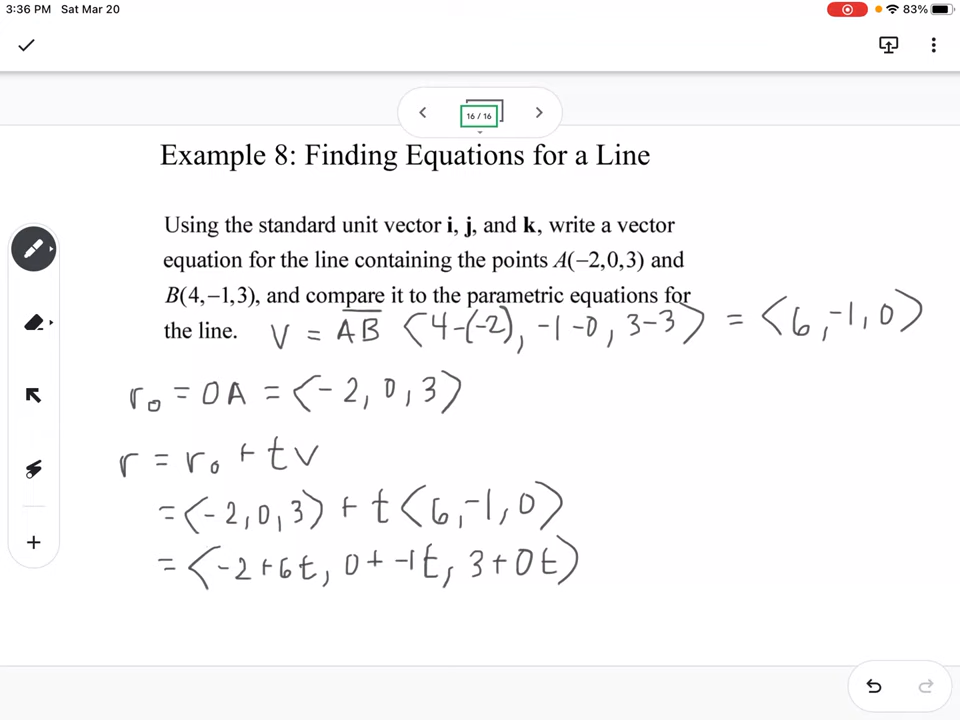 3:36 PM Sat Mar 20
83%
16 / 16
Example 8: Finding Equations for a Line
Using the standard unit vector i, j, and k, write a vector
equation for the line containing the points A(−2,0,3) and
B(4,−1,3), and compare it to the parametric equations for
the line. V = AB ⟨4-(-2), -1-0, 3-3⟩ = ⟨6, -1, 0⟩
r₀ = OA = ⟨-2, 0, 3⟩
r = r₀ + tv
= ⟨-2, 0, 3⟩ + t⟨6, -1, 0⟩
= ⟨-2+6t, 0+-1t, 3+0t⟩